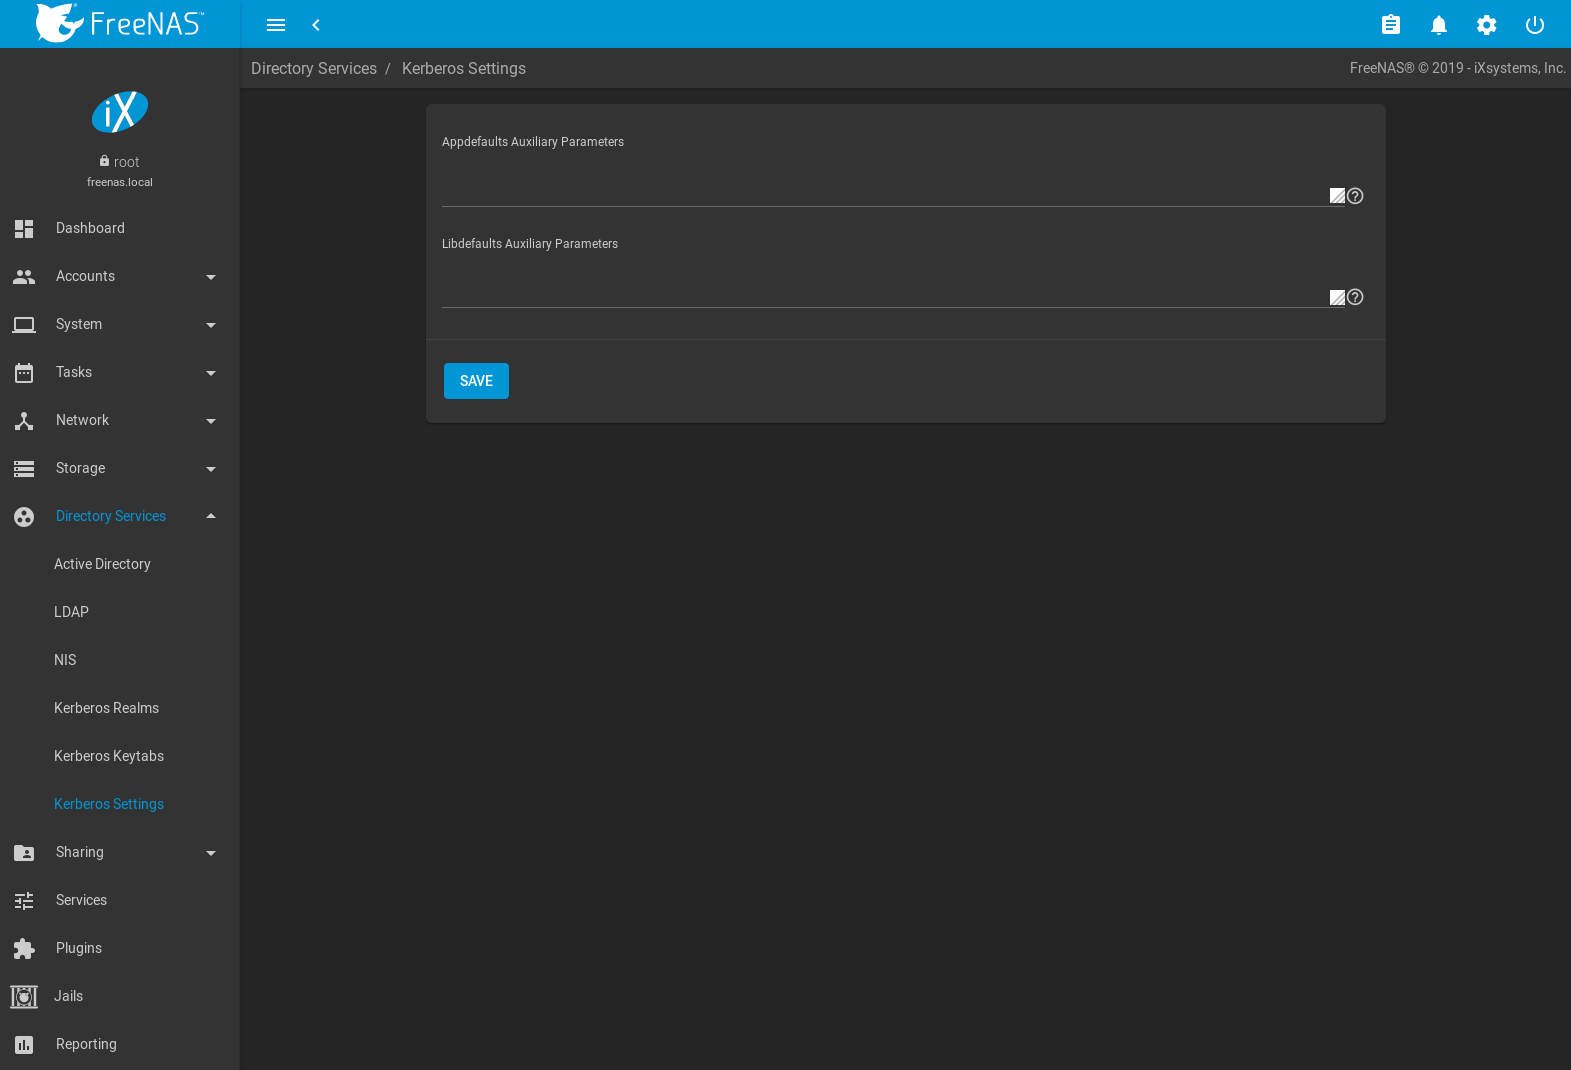 FreeNAS™
Directory Services / Kerberos Settings
FreeNAS® © 2019 - iXsystems, Inc.
iX
root
freenas.local
Dashboard
Accounts
System
Tasks
Network
Storage
Directory Services
Active Directory
LDAP
NIS
Kerberos Realms
Kerberos Keytabs
Kerberos Settings
Sharing
Services
Plugins
Jails
Reporting
Appdefaults Auxiliary Parameters
Libdefaults Auxiliary Parameters
SAVE